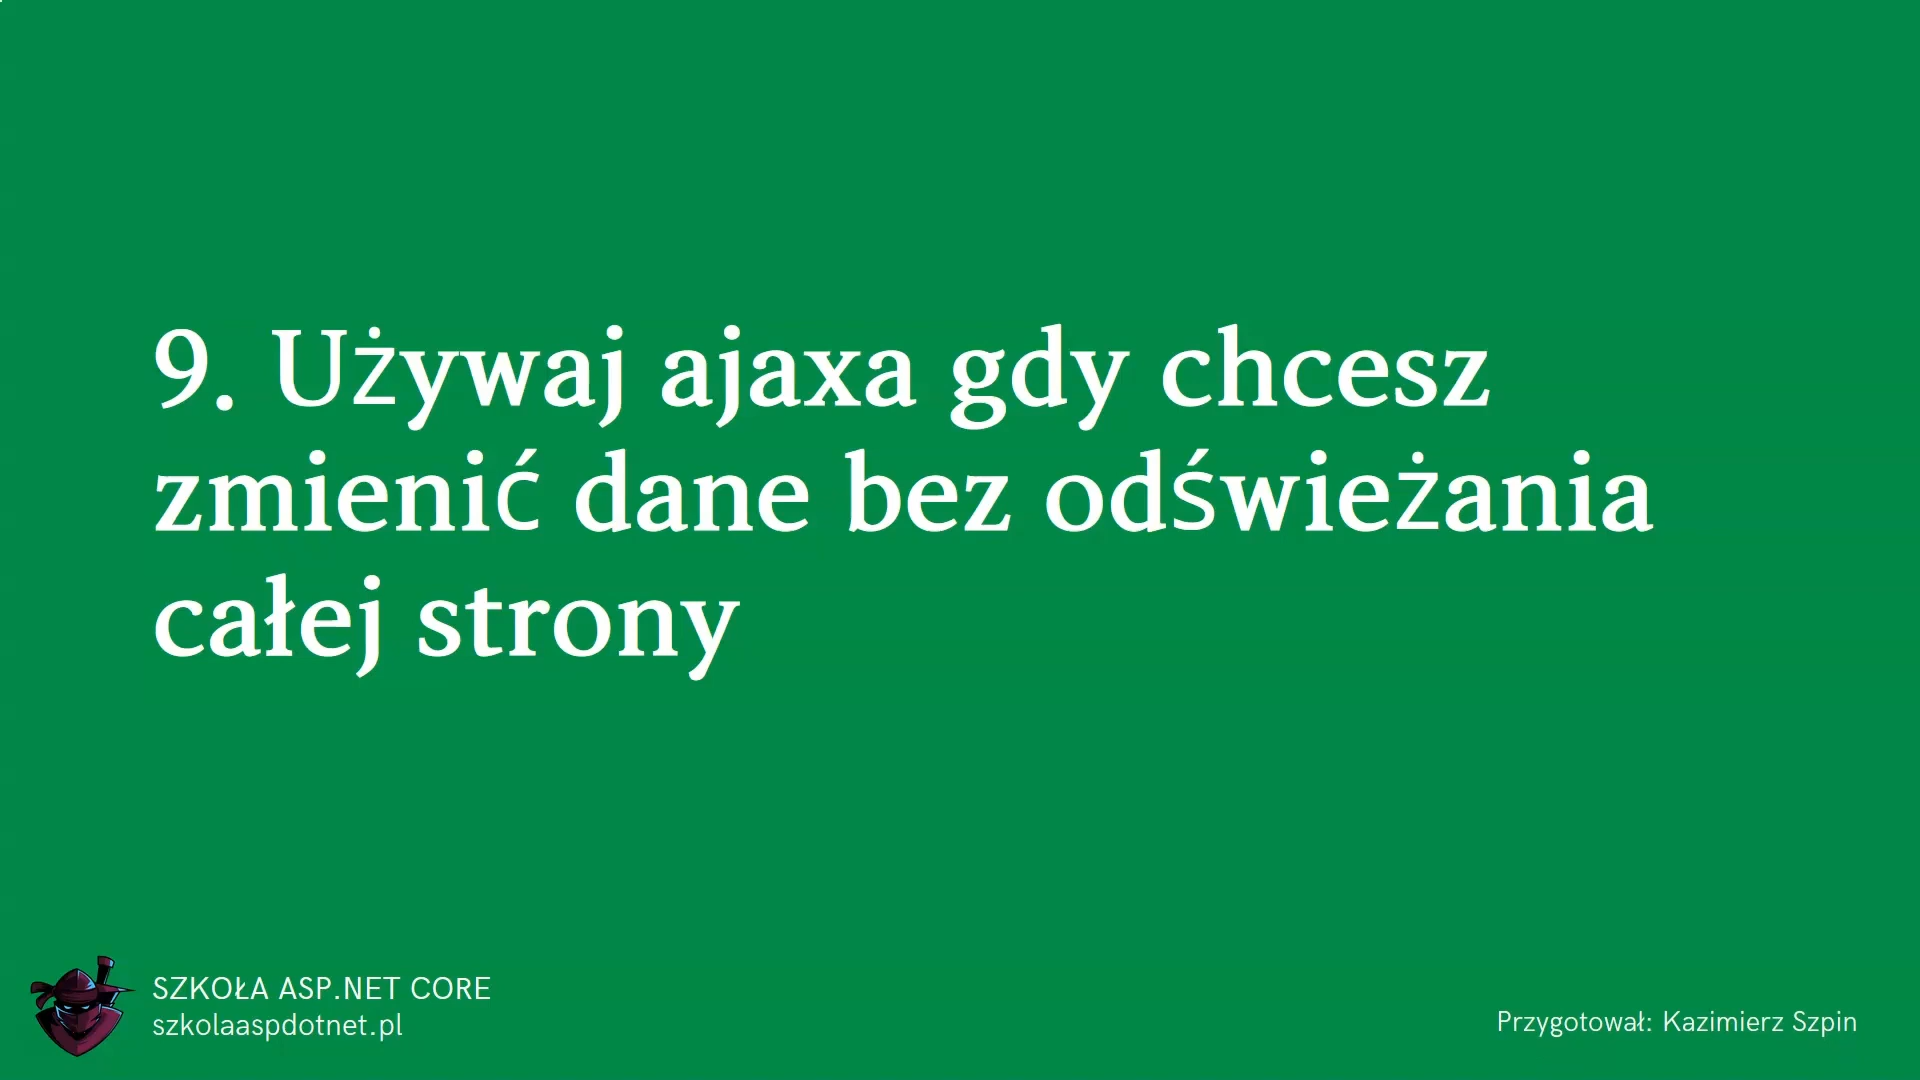 9. Używaj ajaxa gdy chcesz
zmienić dane bez odświeżania
całej strony
SZKOŁA ASP.NET CORE
szkolaaspdotnet.pl
Przygotował: Kazimierz Szpin